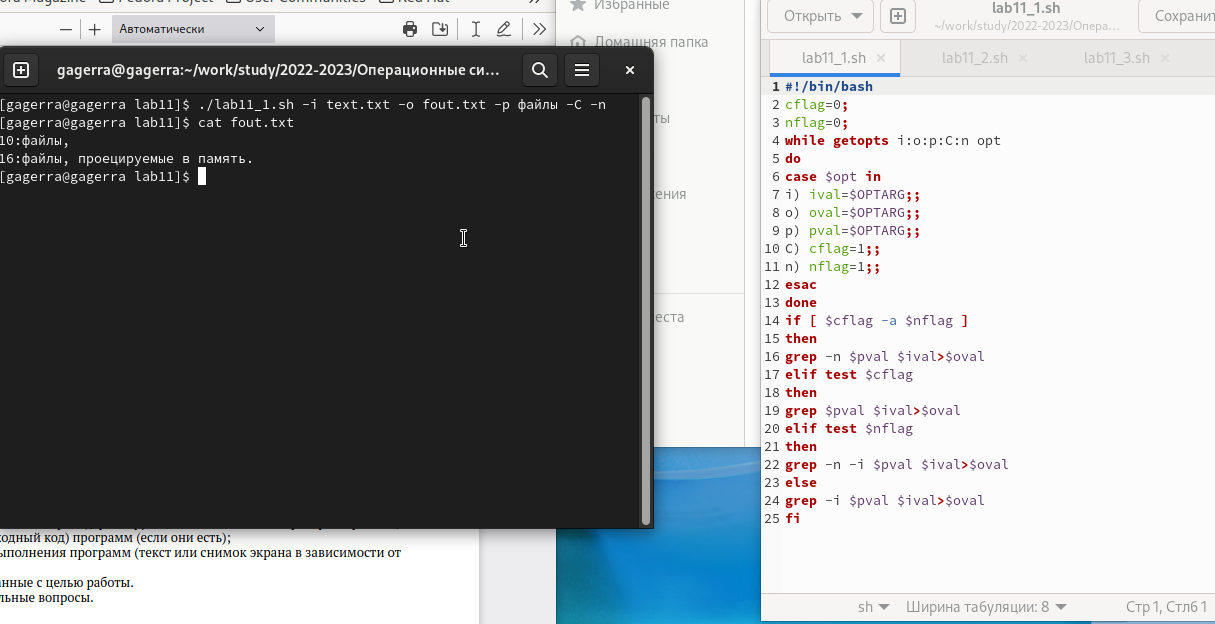 Автоматически
gagerra@gagerra:~/work/study/2022-2023/Операционные си...
[gagerra@gagerra lab11]$ ./lab11_1.sh -i text.txt -o fout.txt -p файлы -C -n
[gagerra@gagerra lab11]$ cat fout.txt
10:файлы,
16:файлы, проецируемые в память.
[gagerra@gagerra lab11]$
программ (если они есть);
программ (текст или снимок экрана в зависимости от
с целью работы.
вопросы.
Избранные
Домашняя папка
Открыть
lab11_1.sh
~/work/study/2022-2023/Опера...
lab11_1.sh
lab11_2.sh
lab11_3.sh
1 #!/bin/bash
2 cflag=0;
3 nflag=0;
4 while getopts i:o:p:C:n opt
5 do
6 case $opt in
7 i) ival=$OPTARG;;
8 o) oval=$OPTARG;;
9 p) pval=$OPTARG;;
10 C) cflag=1;;
11 n) nflag=1;;
12 esac
13 done
14 if [ $cflag -a $nflag ]
15 then
16 grep -n $pval $ival>$oval
17 elif test $cflag
18 then
19 grep $pval $ival>$oval
20 elif test $nflag
21 then
22 grep -n -i $pval $ival>$oval
23 else
24 grep -i $pval $ival>$oval
25 fi
sh
Ширина табуляции: 8
Стр 1, Стлб 1